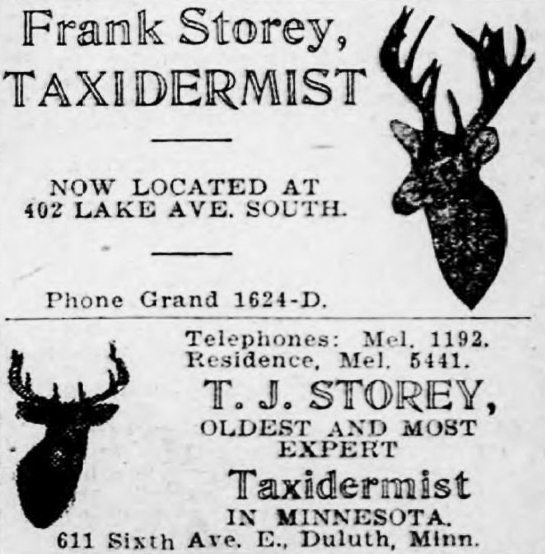 Frank Storey,
TAXIDERMIST
NOW LOCATED AT
402 LAKE AVE. SOUTH.
Phone Grand 1624-D.
Telephones: Mel. 1192.
Residence, Mel. 5441.
T. J. STOREY,
OLDEST AND MOST
EXPERT
Taxidermist
IN MINNESOTA.
611 Sixth Ave. E., Duluth, Minn.